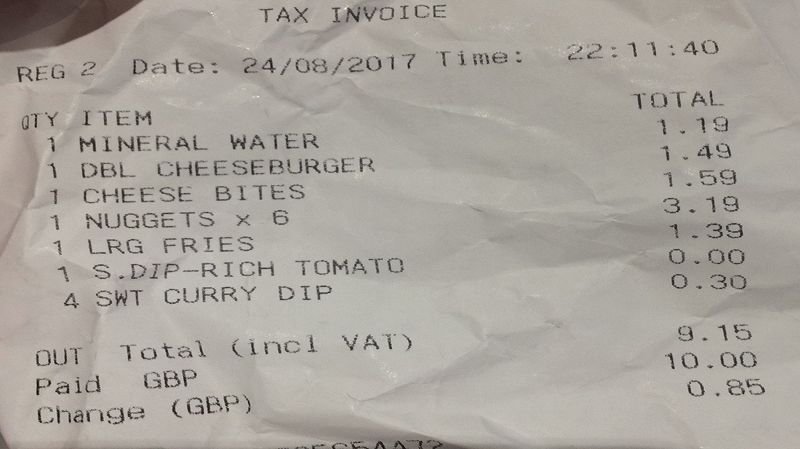 TAX INVOICE
REG 2 Date: 24/08/2017 Time: 22:11:40
QTY ITEM TOTAL
1 MINERAL WATER 1.19
1 DBL CHEESEBURGER 1.49
1 CHEESE BITES 1.59
1 NUGGETS x 6 3.19
1 LRG FRIES 1.39
1 S.DIP-RICH TOMATO 0.00
4 SWT CURRY DIP 0.30
OUT Total (incl VAT) 9.15
Paid GBP 10.00
Change (GBP) 0.85